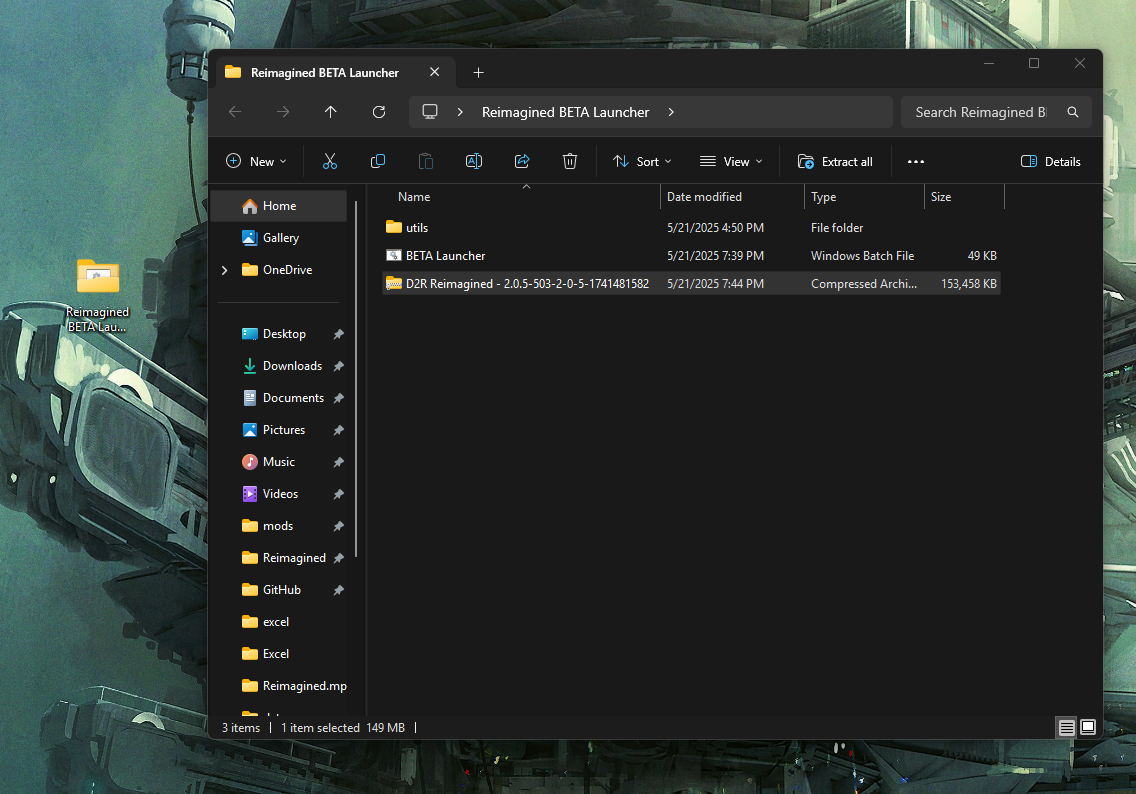 Reimagined BETA Launcher
Reimagined BETA Launcher
Search Reimagined BI
New
Sort
View
Extract all
Details
Name
Date modified
Type
Size
utils
5/21/2025 4:50 PM
File folder
BETA Launcher
5/21/2025 7:39 PM
Windows Batch File
49 KB
D2R Reimagined - 2.0.5-503-2-0-5-1741481582
5/21/2025 7:44 PM
Compressed Archi...
153,458 KB
Home
Gallery
OneDrive
Desktop
Downloads
Documents
Pictures
Music
Videos
mods
Reimagined
GitHub
excel
Excel
Reimagined.mp
3 items
1 item selected 149 MB
Reimagined
BETA Lau...